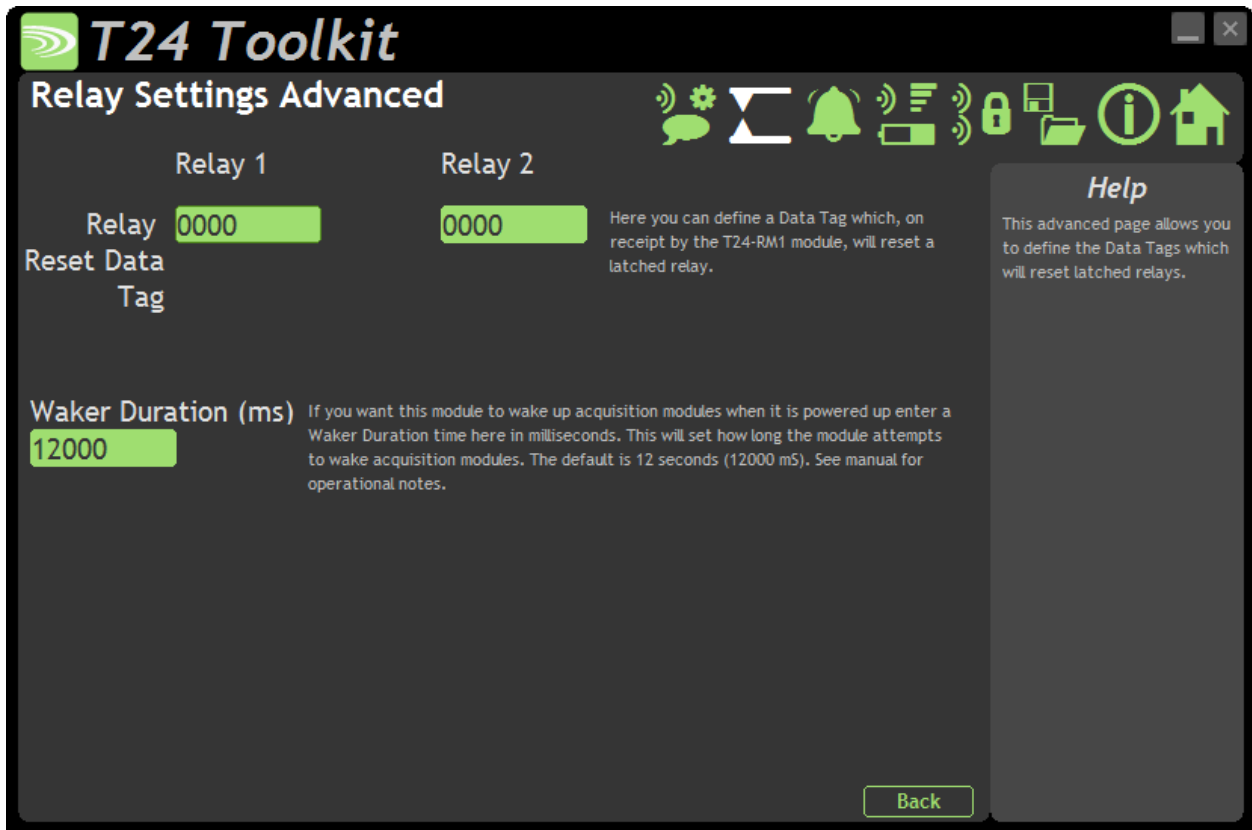 T24 Toolkit
Relay Settings Advanced
Relay 1
Relay 2
Relay
Reset Data
Tag
0000
0000
Here you can define a Data Tag which, on
receipt by the T24-RM1 module, will reset a
latched relay.
Waker Duration (ms)
12000
If you want this module to wake up acquisition modules when it is powered up enter a
Waker Duration time here in milliseconds. This will set how long the module attempts
to wake acquisition modules. The default is 12 seconds (12000 mS). See manual for
operational notes.
Back
Help
This advanced page allows you
to define the Data Tags which
will reset latched relays.